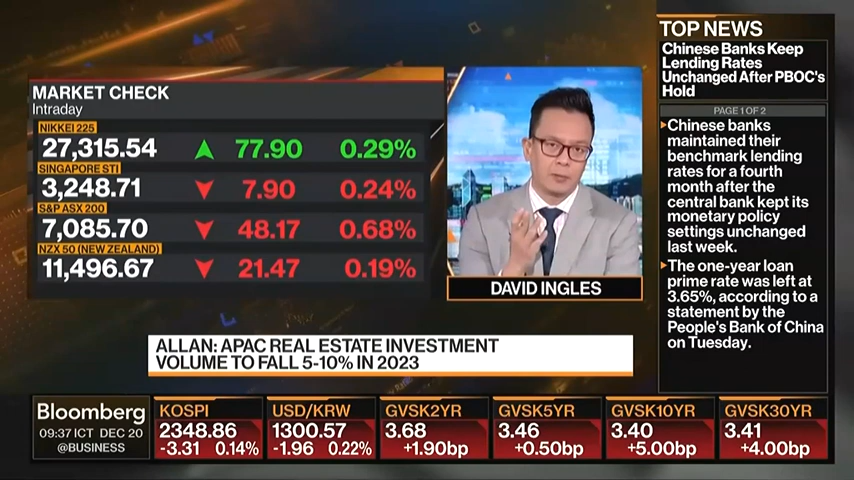 MARKET CHECK
Intraday
NIKKEI 225
27,315.54 77.90 0.29%
SINGAPORE STI
3,248.71 7.90 0.24%
S&P ASX 200
7,085.70 48.17 0.68%
NZX 50 (NEW ZEALAND)
11,496.67 21.47 0.19%
DAVID INGLES
ALLAN: APAC REAL ESTATE INVESTMENT
VOLUME TO FALL 5-10% IN 2023
TOP NEWS
Chinese Banks Keep
Lending Rates
Unchanged After PBOC's
Hold
PAGE 1 OF 2
Chinese banks
maintained their
benchmark lending
rates for a fourth
month after the
central bank kept its
monetary policy
settings unchanged
last week.
The one-year loan
prime rate was left at
3.65%, according to a
statement by the
People's Bank of China
on Tuesday.
Bloomberg
09:37 ICT DEC 20
@BUSINESS
KOSPI
2348.86
-3.31 0.14%
USD/KRW
1300.57
-1.96 0.22%
GVSK2YR
3.68
+1.90bp
GVSK5YR
3.46
+0.50bp
GVSK10YR
3.40
+5.00bp
GVSK30YR
3.41
+4.00bp